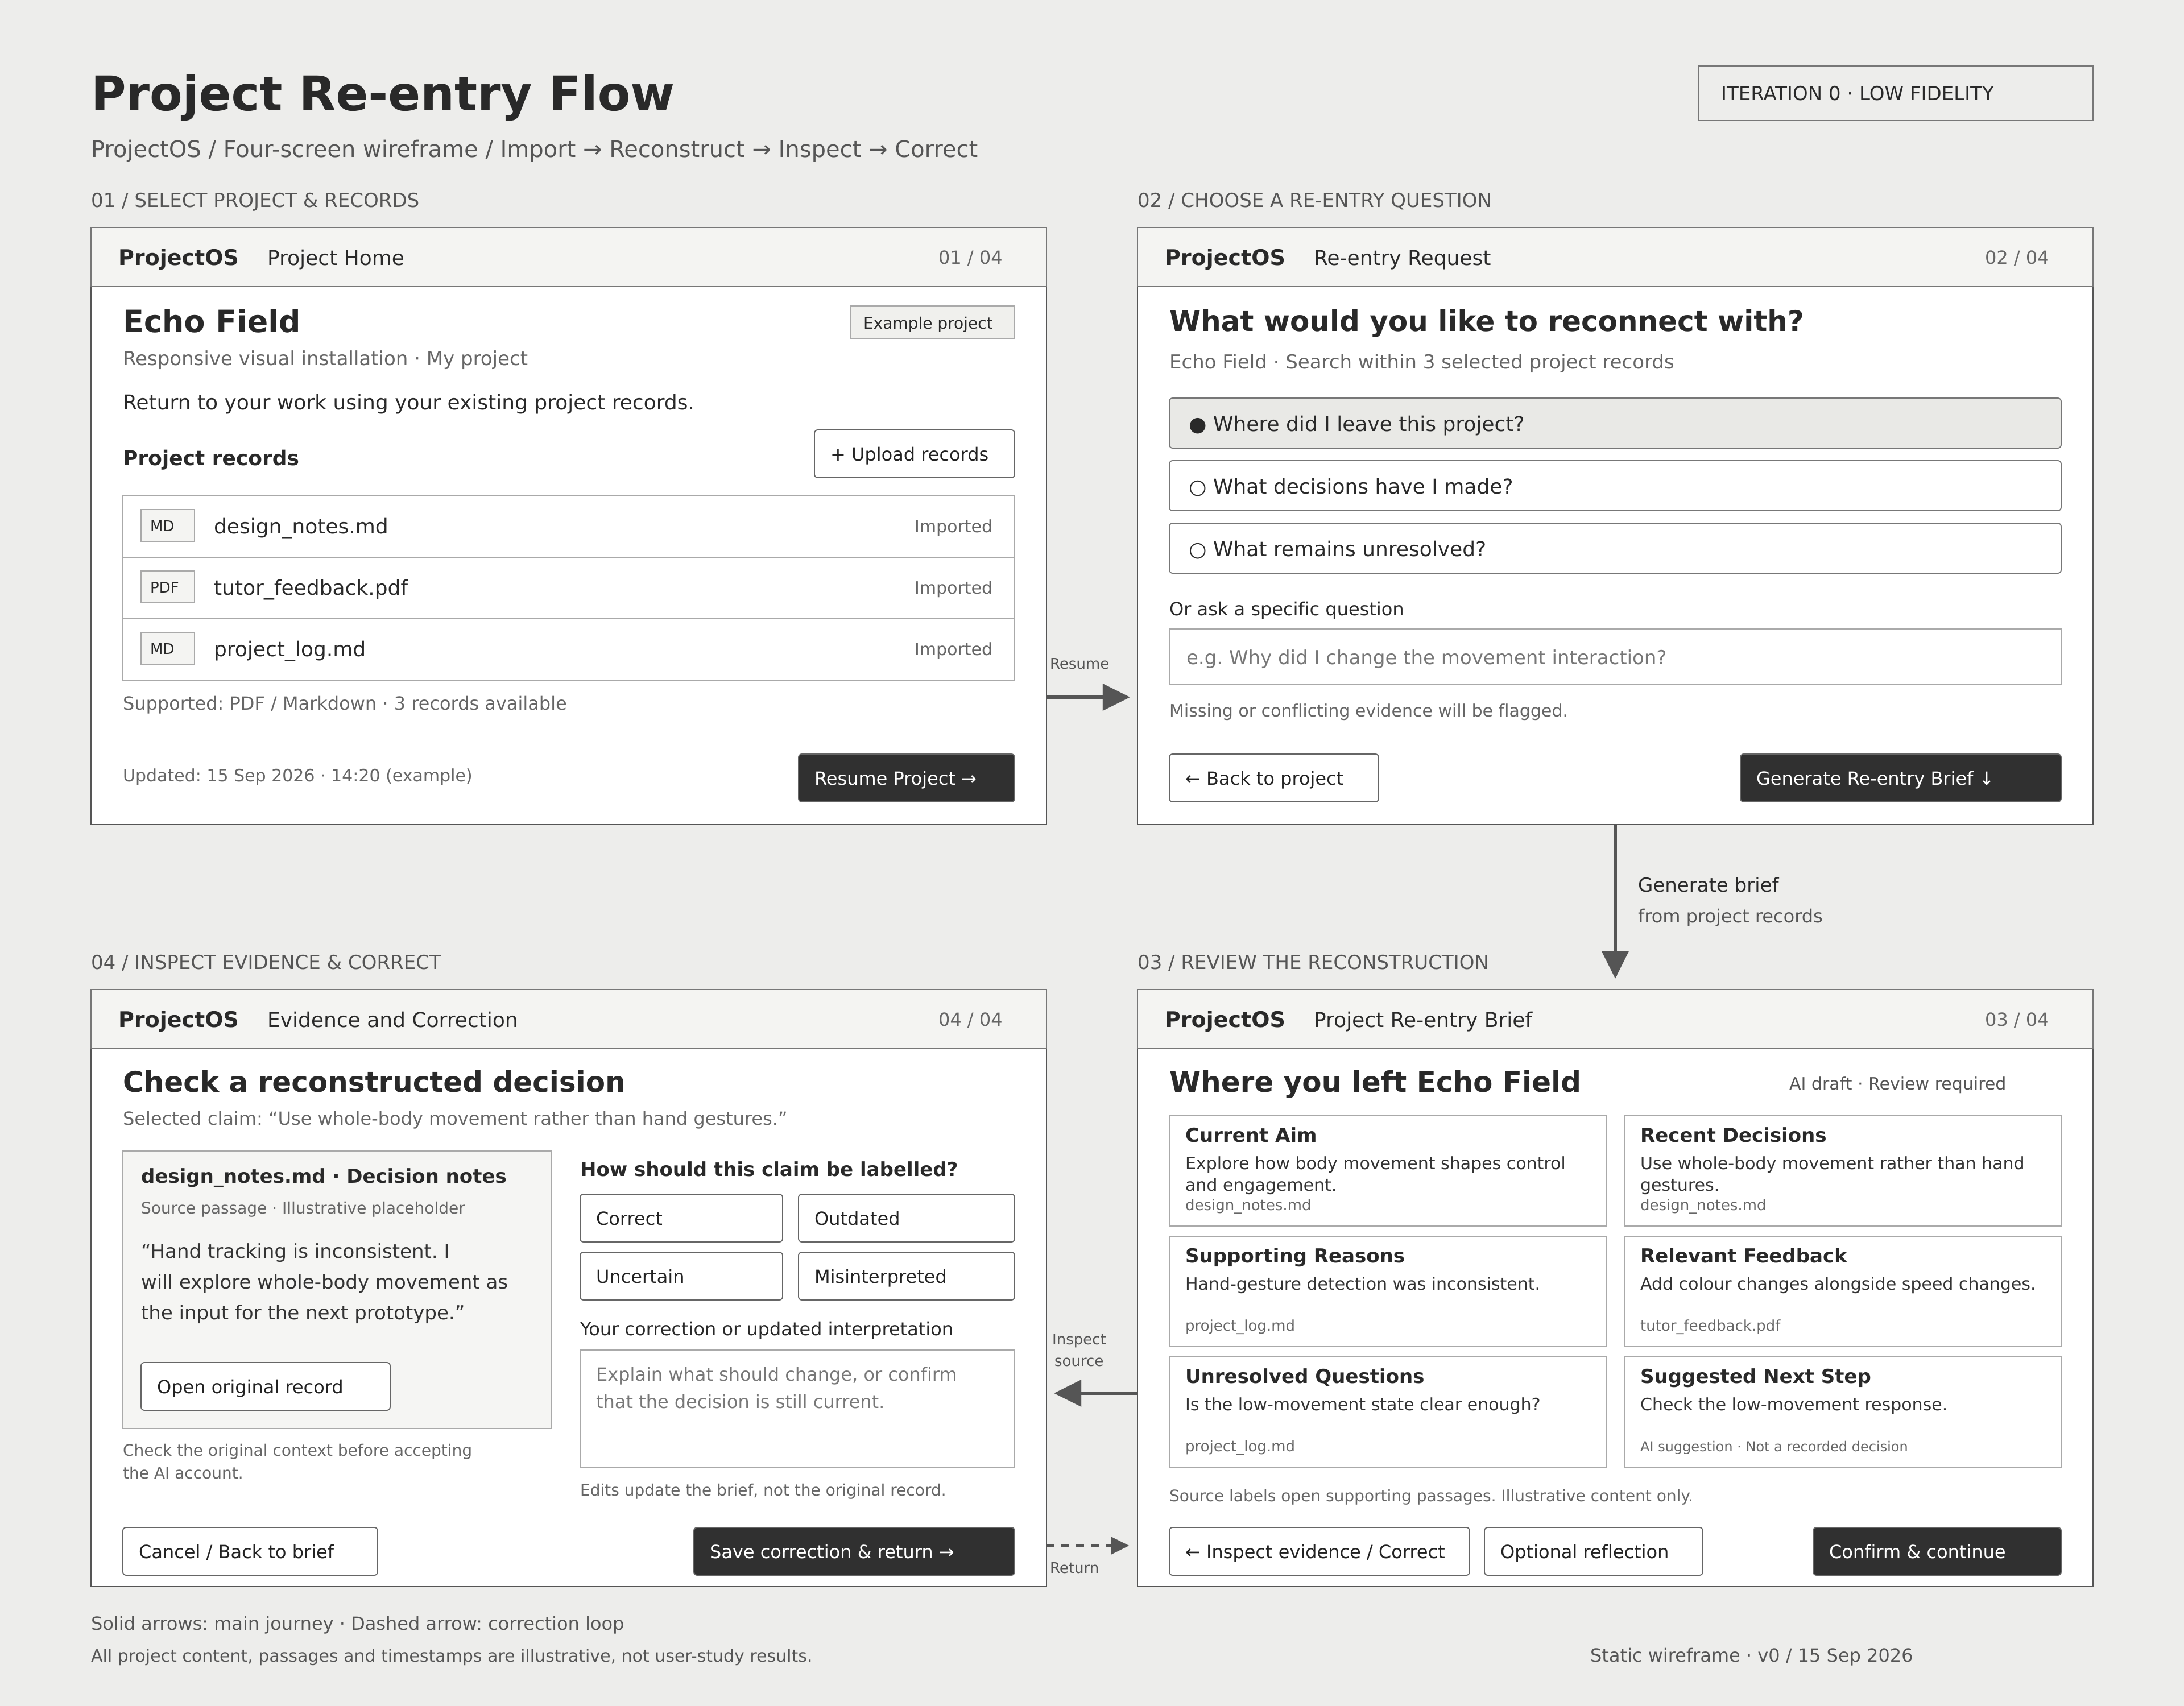 Project Re-entry Flow
ITERATION 0 · LOW FIDELITY
ProjectOS / Four-screen wireframe / Import → Reconstruct → Inspect → Correct
01 / SELECT PROJECT & RECORDS
ProjectOS Project Home 01 / 04
Echo Field
Example project
Responsive visual installation · My project
Return to your work using your existing project records.
Project records
+ Upload records
MD design_notes.md Imported
PDF tutor_feedback.pdf Imported
MD project_log.md Imported
Supported: PDF / Markdown · 3 records available
Updated: 15 Sep 2026 · 14:20 (example)
Resume Project →
Resume
02 / CHOOSE A RE-ENTRY QUESTION
ProjectOS Re-entry Request 02 / 04
What would you like to reconnect with?
Echo Field · Search within 3 selected project records
● Where did I leave this project?
○ What decisions have I made?
○ What remains unresolved?
Or ask a specific question
e.g. Why did I change the movement interaction?
Missing or conflicting evidence will be flagged.
← Back to project
Generate Re-entry Brief ↓
Generate brief
from project records
03 / REVIEW THE RECONSTRUCTION
ProjectOS Project Re-entry Brief 03 / 04
Where you left Echo Field
AI draft · Review required
Current Aim
Explore how body movement shapes control
and engagement.
design_notes.md
Recent Decisions
Use whole-body movement rather than hand
gestures.
design_notes.md
Supporting Reasons
Hand-gesture detection was inconsistent.
project_log.md
Relevant Feedback
Add colour changes alongside speed changes.
tutor_feedback.pdf
Unresolved Questions
Is the low-movement state clear enough?
project_log.md
Suggested Next Step
Check the low-movement response.
AI suggestion · Not a recorded decision
Source labels open supporting passages. Illustrative content only.
← Inspect evidence / Correct
Optional reflection
Confirm & continue
Inspect
source
04 / INSPECT EVIDENCE & CORRECT
ProjectOS Evidence and Correction 04 / 04
Check a reconstructed decision
Selected claim: “Use whole-body movement rather than hand gestures.”
design_notes.md · Decision notes
Source passage · Illustrative placeholder
“Hand tracking is inconsistent. I
will explore whole-body movement as
the input for the next prototype.”
Open original record
Check the original context before accepting
the AI account.
How should this claim be labelled?
Correct
Outdated
Uncertain
Misinterpreted
Your correction or updated interpretation
Explain what should change, or confirm
that the decision is still current.
Edits update the brief, not the original record.
Cancel / Back to brief
Save correction & return →
Return
Solid arrows: main journey · Dashed arrow: correction loop
All project content, passages and timestamps are illustrative, not user-study results.
Static wireframe · v0 / 15 Sep 2026